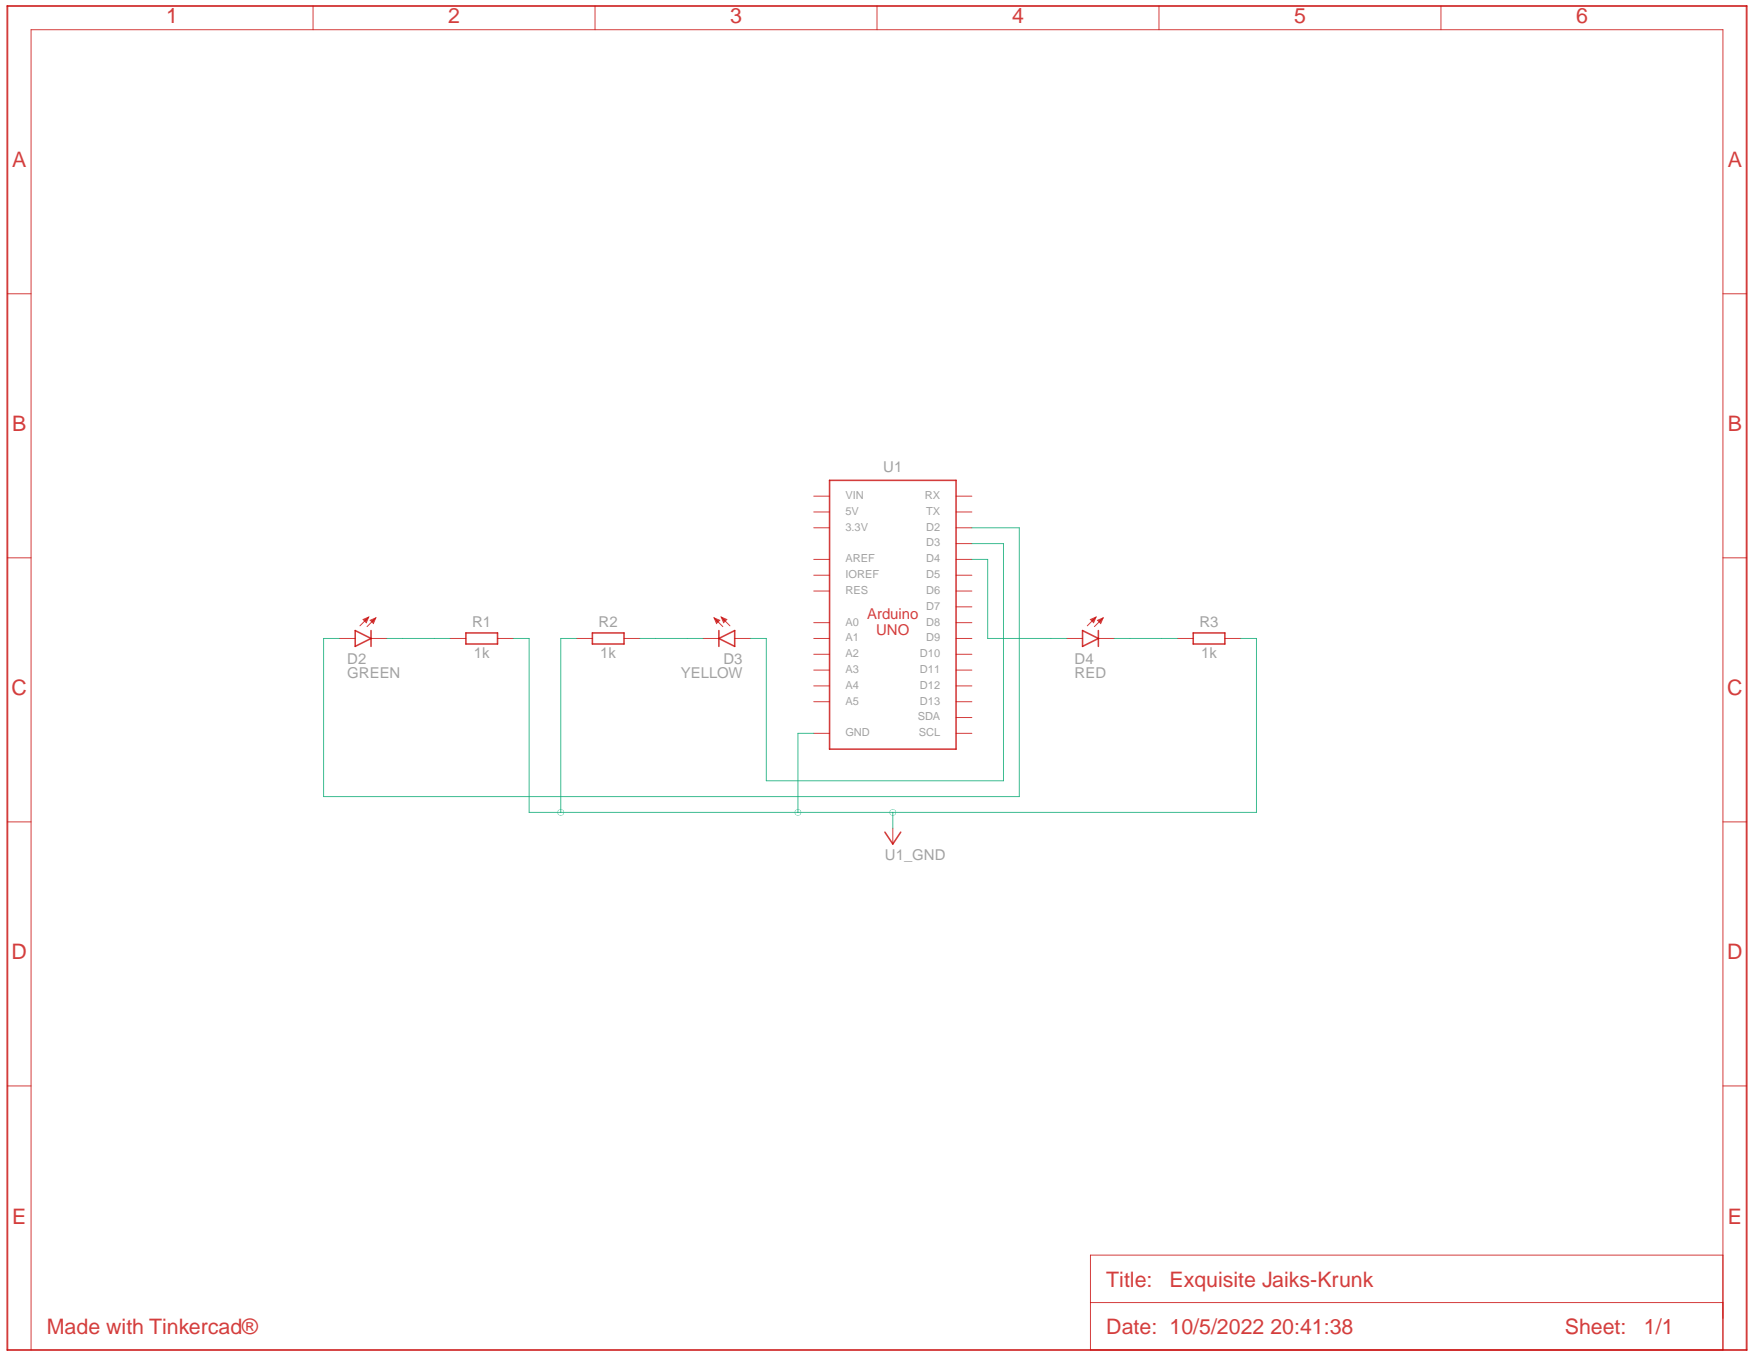 1 2 3 4 5 6
A A
B B
U1
VIN RX
5V TX
3.3V D2
D3
AREF D4
IOREF D5
RES D6
D7
Arduino
UNO
A0 D8
A1 D9
A2 D10
A3 D11
A4 D12
A5 D13
SDA
GND SCL
R1
1k
D2
GREEN
R2
1k
D3
YELLOW
D4
RED
R3
1k
C C
U1_GND
D D
E E
Title: Exquisite Jaiks-Krunk
Made with Tinkercad®
Date: 10/5/2022 20:41:38 Sheet: 1/1